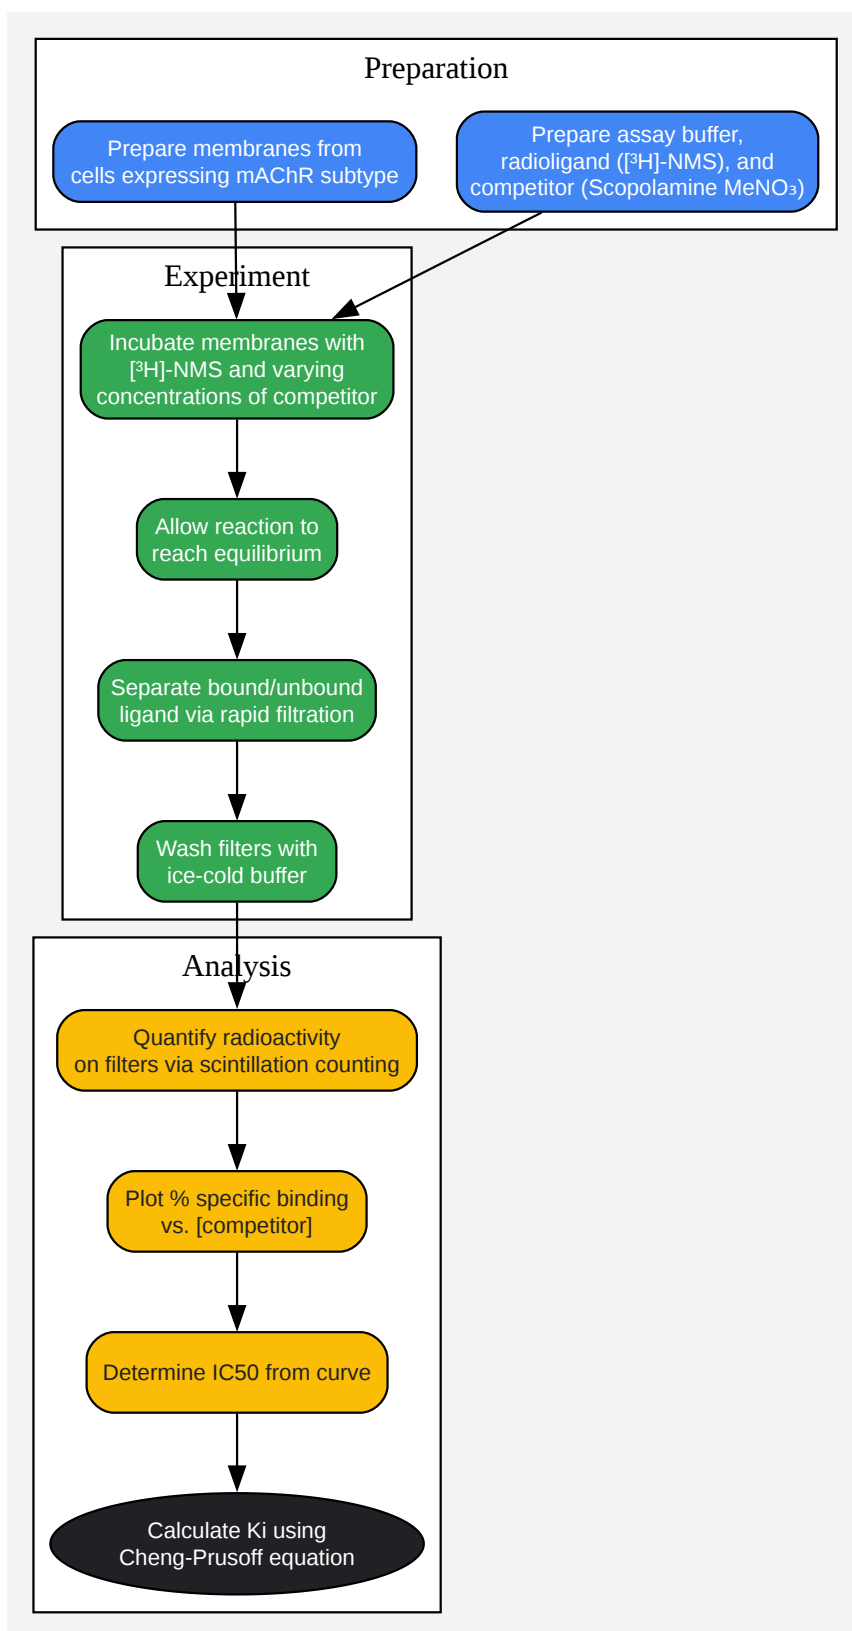 Preparation
Prepare membranes from
cells expressing mAChR subtype
Prepare assay buffer,
radioligand ([³H]-NMS), and
competitor (Scopolamine MeNO₃)
Experiment
Incubate membranes with
[³H]-NMS and varying
concentrations of competitor
Allow reaction to
reach equilibrium
Separate bound/unbound
ligand via rapid filtration
Wash filters with
ice-cold buffer
Analysis
Quantify radioactivity
on filters via scintillation counting
Plot % specific binding
vs. [competitor]
Determine IC50 from curve
Calculate Ki using
Cheng-Prusoff equation